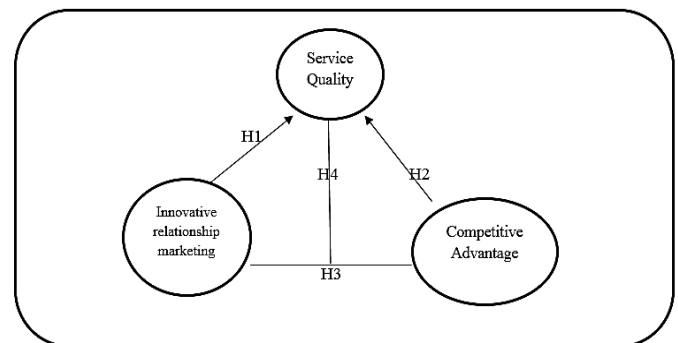 Service
Quality
H1
H4
H2
Innovative
relationship
marketing
Competitive
Advantage
H3